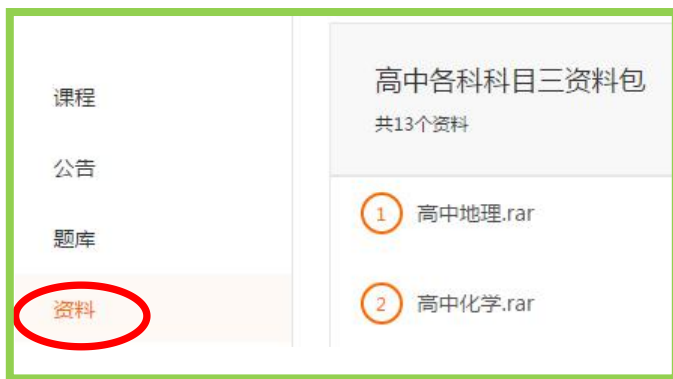 课程
公告
题库
资料
高中各科科目三资料包
共13个资料
1 高中地理.rar
2 高中化学.rar